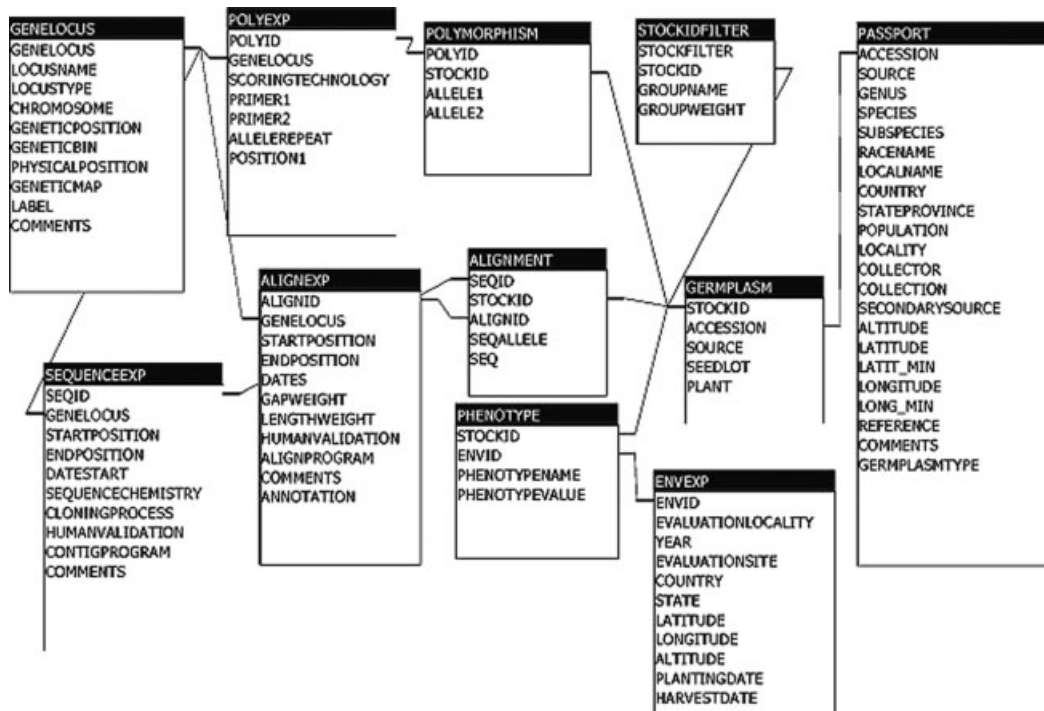 GENELOCUS
GENELOCUS
LOCUSNAME
LOCUSTYPE
CHROMOSOME
GENETICPOSITION
GENETICBIN
PHYSICALPOSITION
GENETICMAP
LABEL
COMMENTS
POLYEXP
POLYID
GENELOCUS
SCORINGTECHNOLOGY
PRIMER1
PRIMER2
ALLELEREPEAT
POSITION1
POLYMORPHISM
POLYID
STOCKID
ALLELE1
ALLELE2
STOCKIDFILTER
STOCKFILTER
STOCKID
GROUPNAME
GROUPWEIGHT
PASSPORT
ACCESSION
SOURCE
GENUS
SPECIES
SUBSPECIES
RACENAME
LOCALNAME
COUNTRY
STATEPROVINCE
POPULATION
LOCALITY
COLLECTOR
COLLECTION
SECONDARYSOURCE
ALTITUDE
LATITUDE
LATIT_MIN
LONGITUDE
LONG_MIN
REFERENCE
COMMENTS
GERMPLASMTYPE
SEQUENCEEXP
SEQID
GENELOCUS
STARTPOSITION
ENDPOSITION
DATESTART
SEQUENCECHEMISTRY
CLONINGPROCESS
HUMANVALIDATION
CONTIGPROGRAM
COMMENTS
ALIGNEXP
ALIGNID
GENELOCUS
STARTPOSITION
ENDPOSITION
DATES
GAPWEIGHT
LENGTHWEIGHT
HUMANVALIDATION
ALIGNPROGRAM
COMMENTS
ANNOTATION
ALIGNMENT
SEQID
STOCKID
ALIGNID
SEQALLELE
SEQ
GERMPLASM
STOCKID
ACCESSION
SOURCE
SEEDLOT
PLANT
PHENOTYPE
STOCKID
ENVID
PHENOTYPENAME
PHENOTYPEVALUE
ENVEXP
ENVID
EVALUATIONLOCALITY
YEAR
EVALUATIONSITE
COUNTRY
STATE
LATITUDE
LONGITUDE
ALTITUDE
PLANTINGDATE
HARVESTDATE